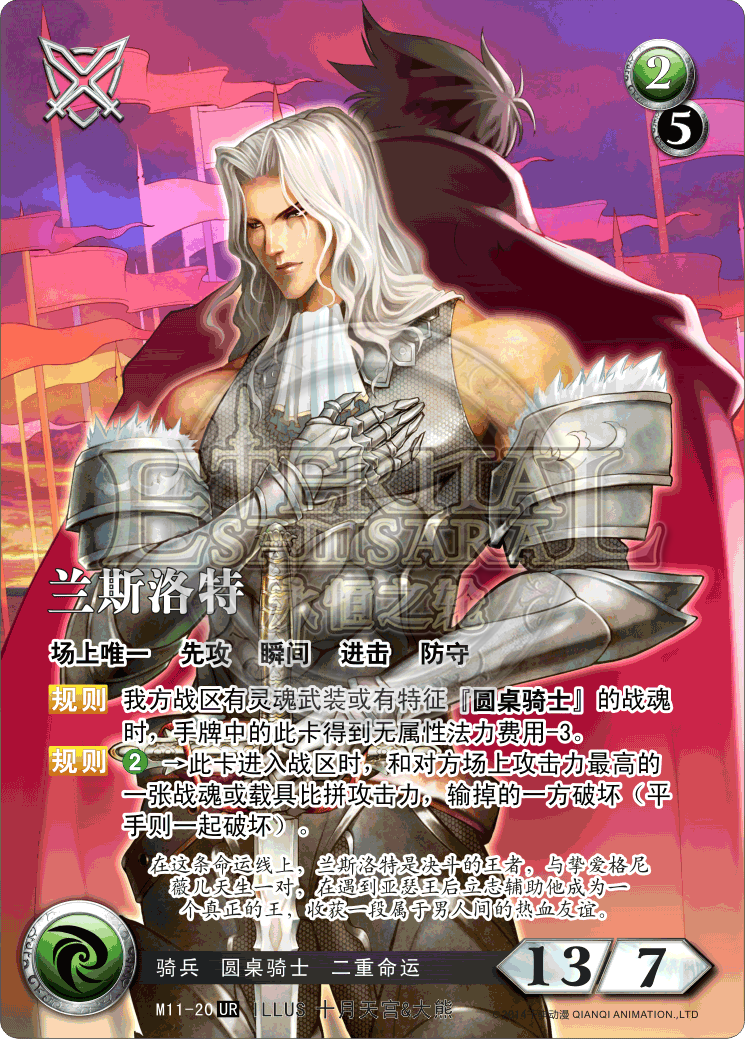 2
5
ETERITAL
SAṂSARA
永恒之轮
兰斯洛特
场上唯一 先攻 瞬间 进击 防守
规则 我方战区有灵魂武装或有特征『圆桌骑士』的战魂
时，手牌中的此卡得到无属性法力费用-3。
规则 2 →此卡进入战区时，和对方场上攻击力最高的
一张战魂或载具比拼攻击力，输掉的一方破坏（平
手则一起破坏）。
在这条命运线上，兰斯洛特是决斗的王者，与挚爱格尼
薇儿天生一对，在遇到亚瑟王后立志辅助他成为一
个真正的王，收获一段属于男人间的热血友谊。
骑兵 圆桌骑士 二重命运
13/7
M11-20 UR ILLUS 十月天宫&大熊
动漫 QIANQI ANIMATION.,LTD